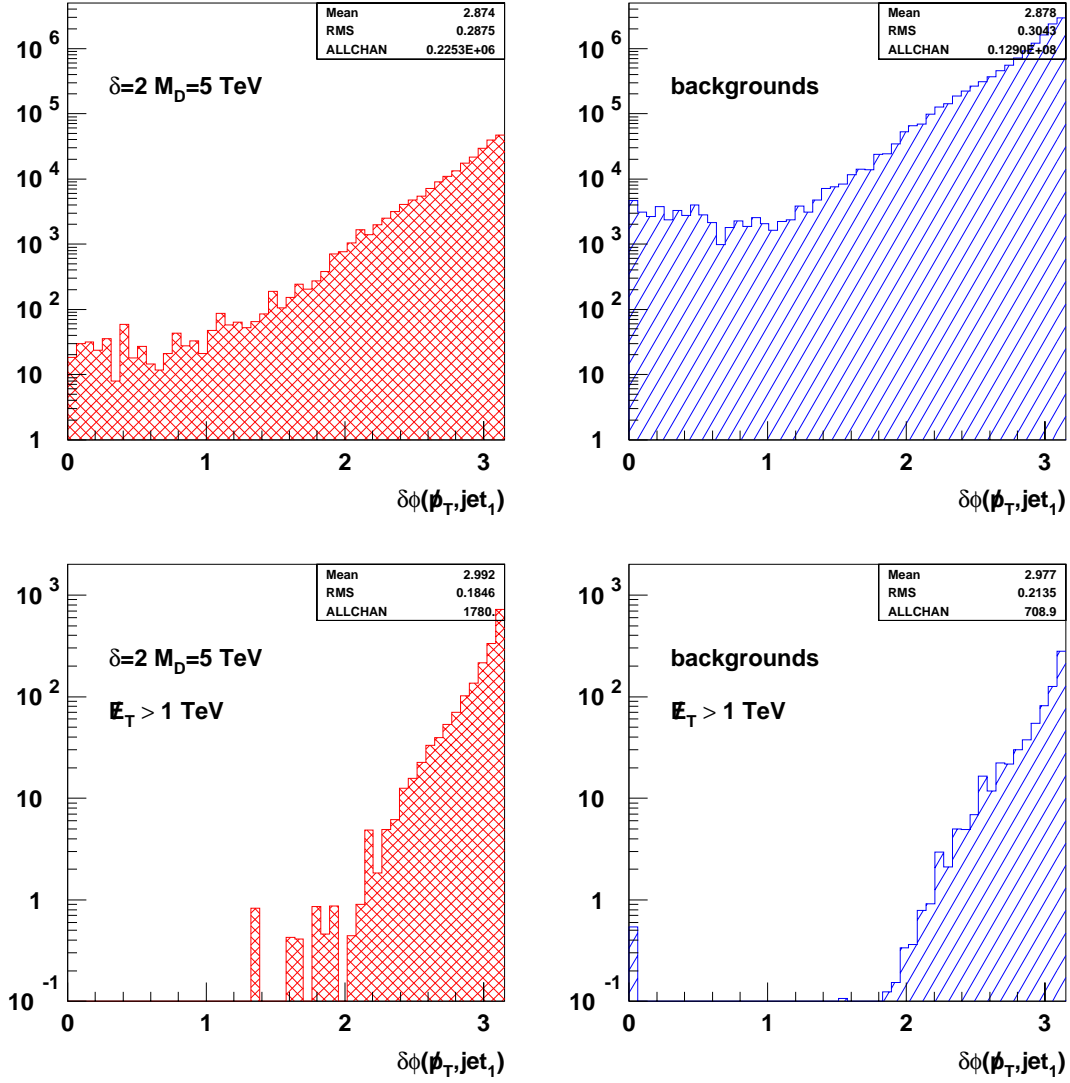 Mean 2.874
RMS 0.2875
ALLCHAN 0.2253E+06
δ=2 M_D=5 TeV
10^6
10^5
10^4
10^3
10^2
10
1
0 1 2 3
δϕ(p̸_T,jet_1)
Mean 2.878
RMS 0.3043
ALLCHAN 0.1290E+08
backgrounds
10^6
10^5
10^4
10^3
10^2
10
1
0 1 2 3
δϕ(p̸_T,jet_1)
Mean 2.992
RMS 0.1846
ALLCHAN 1780.
δ=2 M_D=5 TeV
E̸_T > 1 TeV
10^3
10^2
10
1
10^-1
0 1 2 3
δϕ(p̸_T,jet_1)
Mean 2.977
RMS 0.2135
ALLCHAN 708.9
backgrounds
E̸_T > 1 TeV
10^3
10^2
10
1
10^-1
0 1 2 3
δϕ(p̸_T,jet_1)